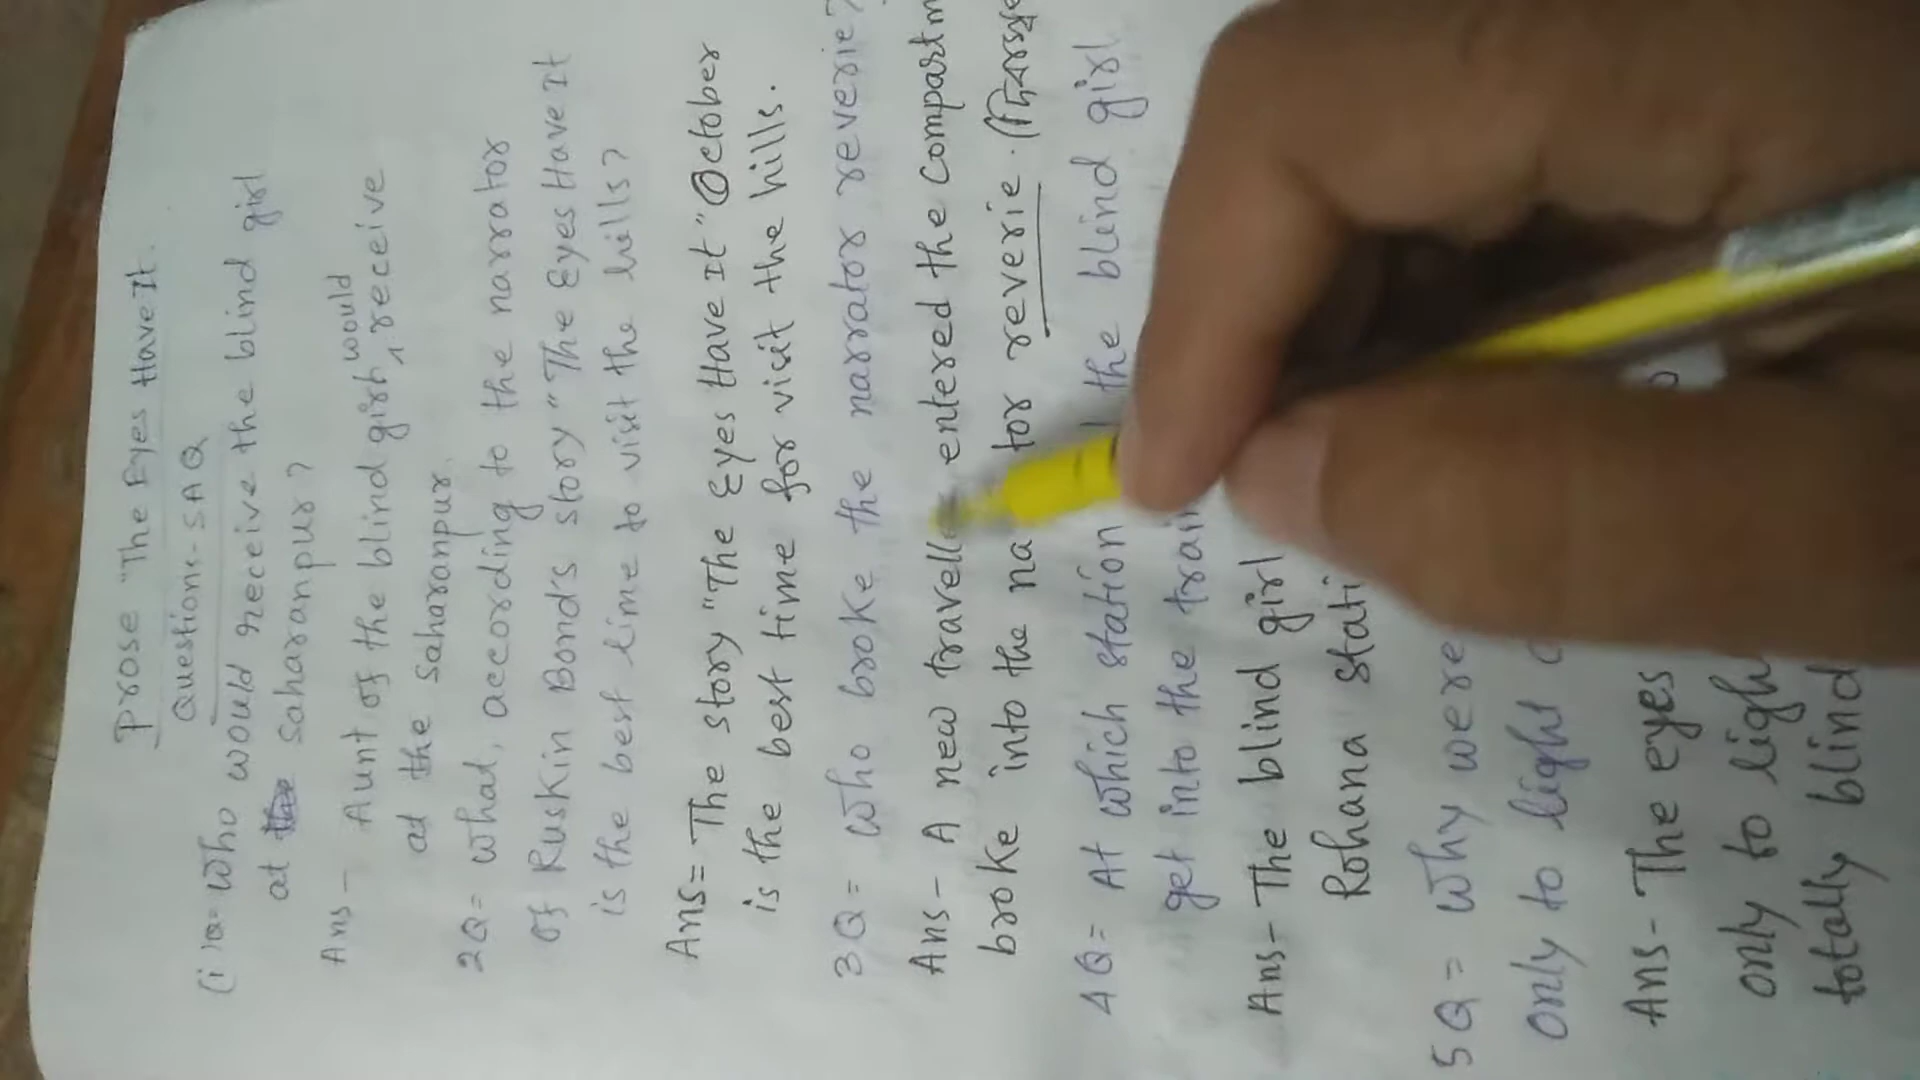 Prose "The Eyes Have It.
Question:- SAQ
(i) Q= Who would receive the blind girl
at saharanpur?
Ans- Aunt of the blind girl would receive
at the saharanpur.
2Q= what, according to the narrator
of Ruskin Bond's story "The Eyes Have It
is the best time to visit the hills?
Ans= The story "The Eyes Have It" October
is the best time for visit the hills.
3Q= Who broke the narrator reverie?
Ans- A new travell entered the compartm
broke into the na tor reverie.
4Q= At which station the blind girl
get into the train
Ans- The blind girl
Rohana stati
5Q= Why were
only to light
Ans- The eyes
only to ligh
totally blind